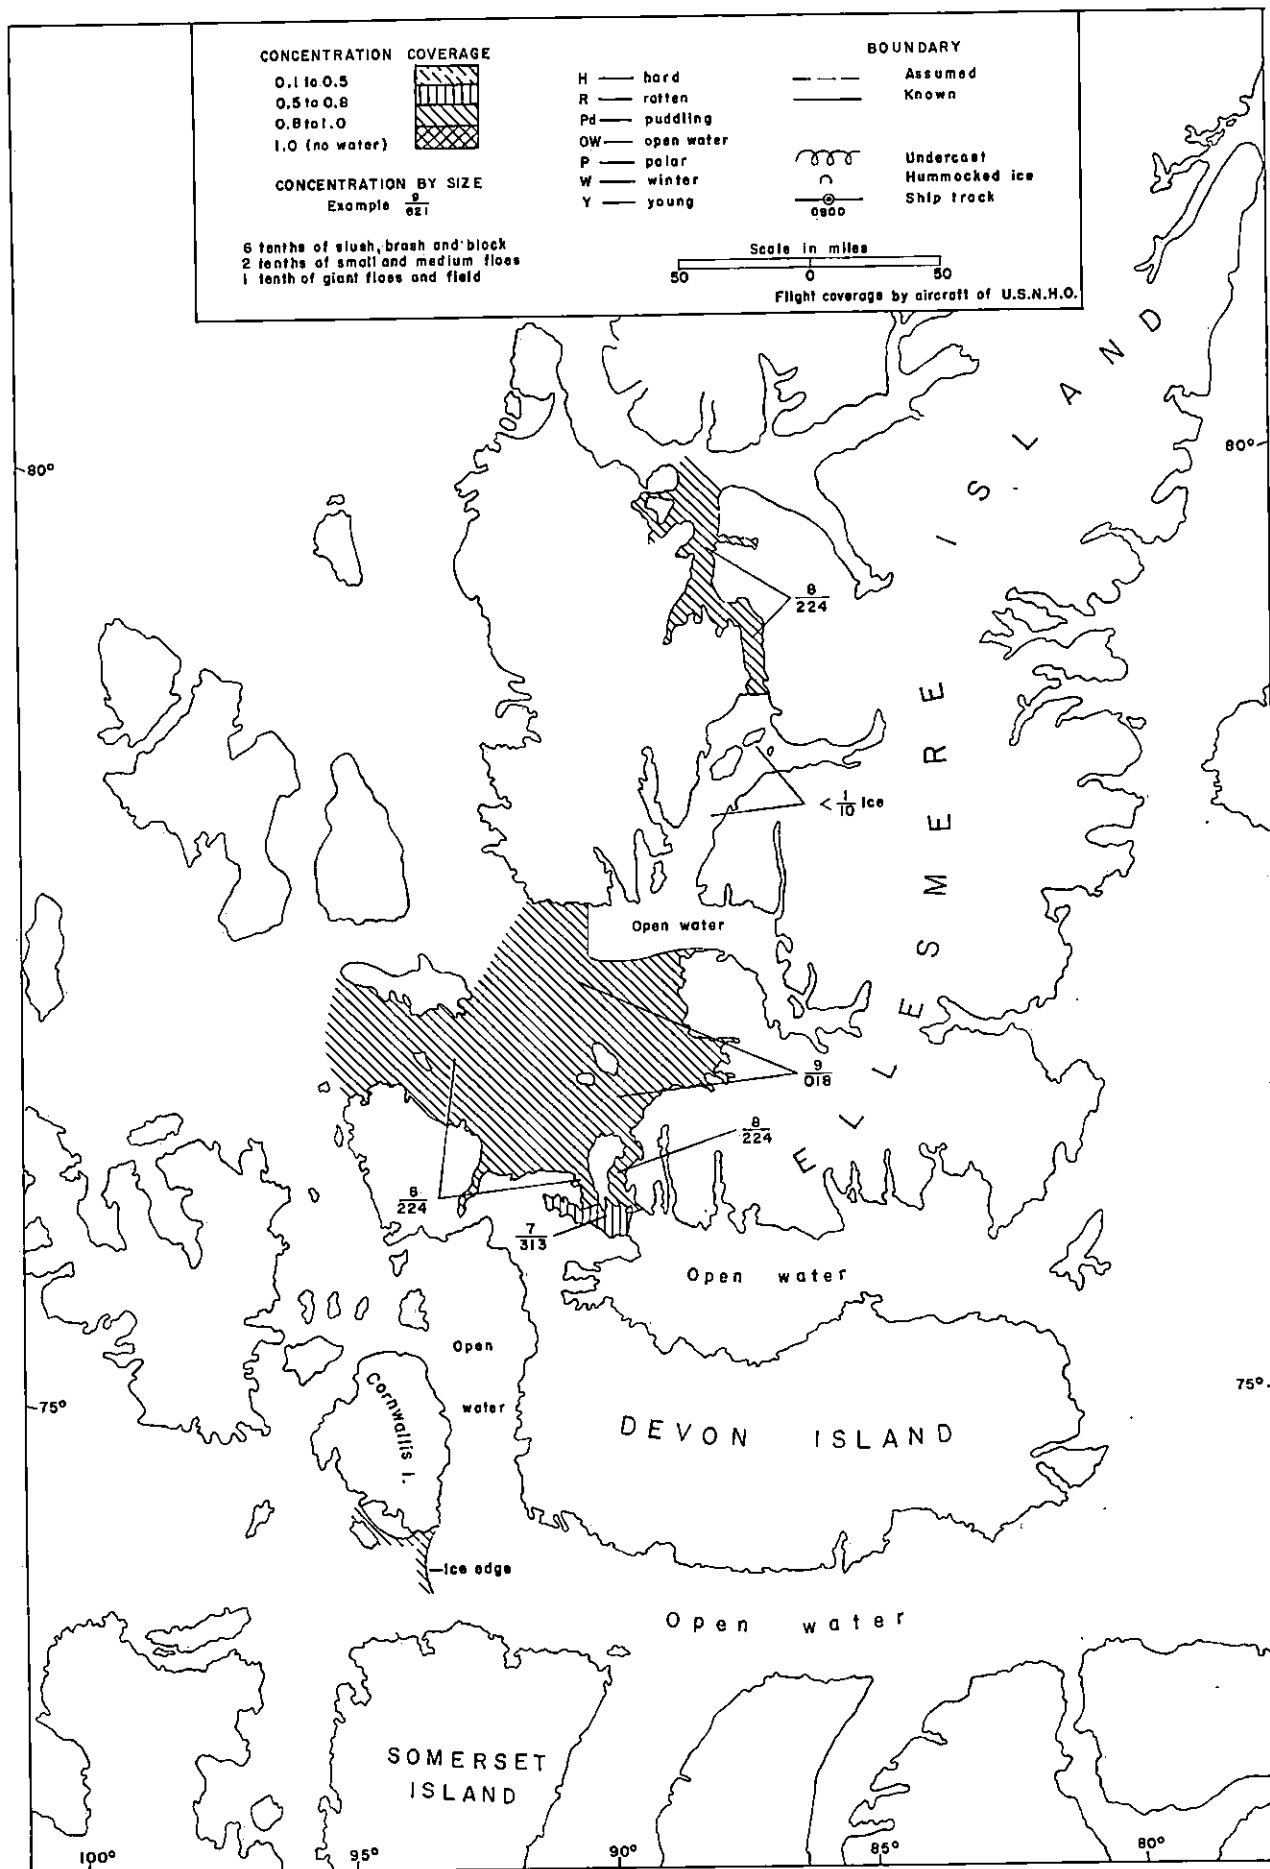 CONCENTRATION COVERAGE
0.1 to 0.5
0.5 to 0.8
0.8 to 1.0
1.0 (no water)
CONCENTRATION BY SIZE
Example 9/621
6 tenths of slush, brash and block
2 tenths of small and medium floes
1 tenth of giant floes and field
H — hard
R — rotten
Pd — puddling
OW — open water
P — polar
W — winter
Y — young
BOUNDARY
Assumed
Known
Undercast
Hummocked ice
Ship track
0900
Scale in miles
50 0 50
Flight coverage by aircraft of U.S.N.H.O.
80°
80°
ELLESMERE ISLAND
8/224
< 1/10 Ice
Open water
9/018
8/224
8/224
7/313
Open water
Open
water
Cornwallis I.
75°
75°
DEVON ISLAND
Ice edge
Open water
SOMERSET
ISLAND
100° 95° 90° 85° 80°